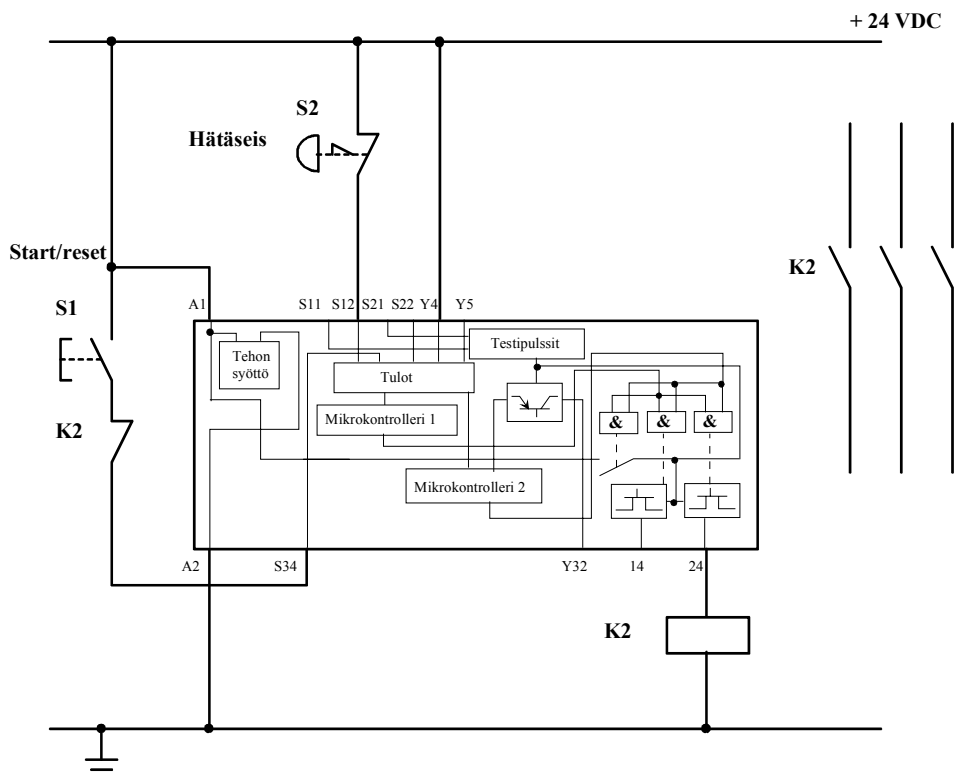 + 24 VDC
S2
Hätäseis
Start/reset
K2
A1
S11
S12
S21
S22
Y4
Y5
S1
Testipulssit
Tehon
syöttö
Tulot
Mikrokontrolleri 1
&
&
&
K2
Mikrokontrolleri 2
A2
S34
Y32
14
24
K2